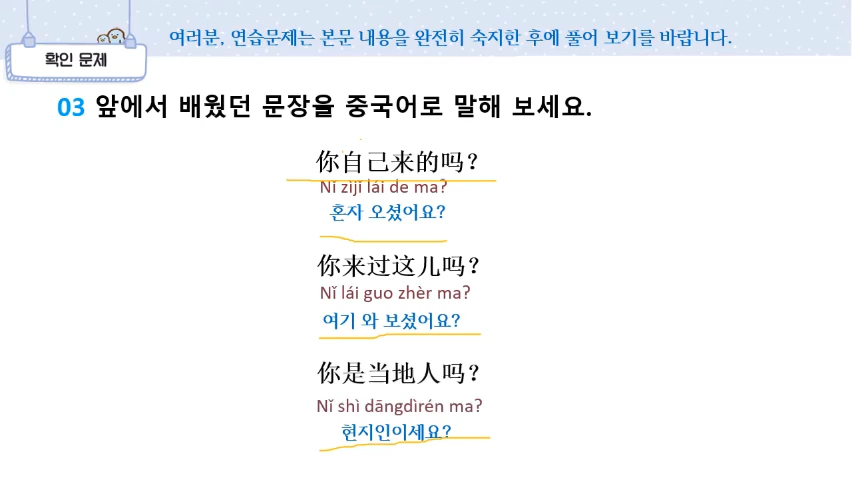 여러분, 연습문제는 본문 내용을 완전히 숙지한 후에 풀어 보기를 바랍니다.
확인 문제
03 앞에서 배웠던 문장을 중국어로 말해 보세요.
你自己来的吗？
Nǐ zìjǐ lái de ma?
혼자 오셨어요?
你来过这儿吗？
Nǐ lái guo zhèr ma?
여기 와 보셨어요?
你是当地人吗？
Nǐ shì dāngdìrén ma?
현지인이세요?